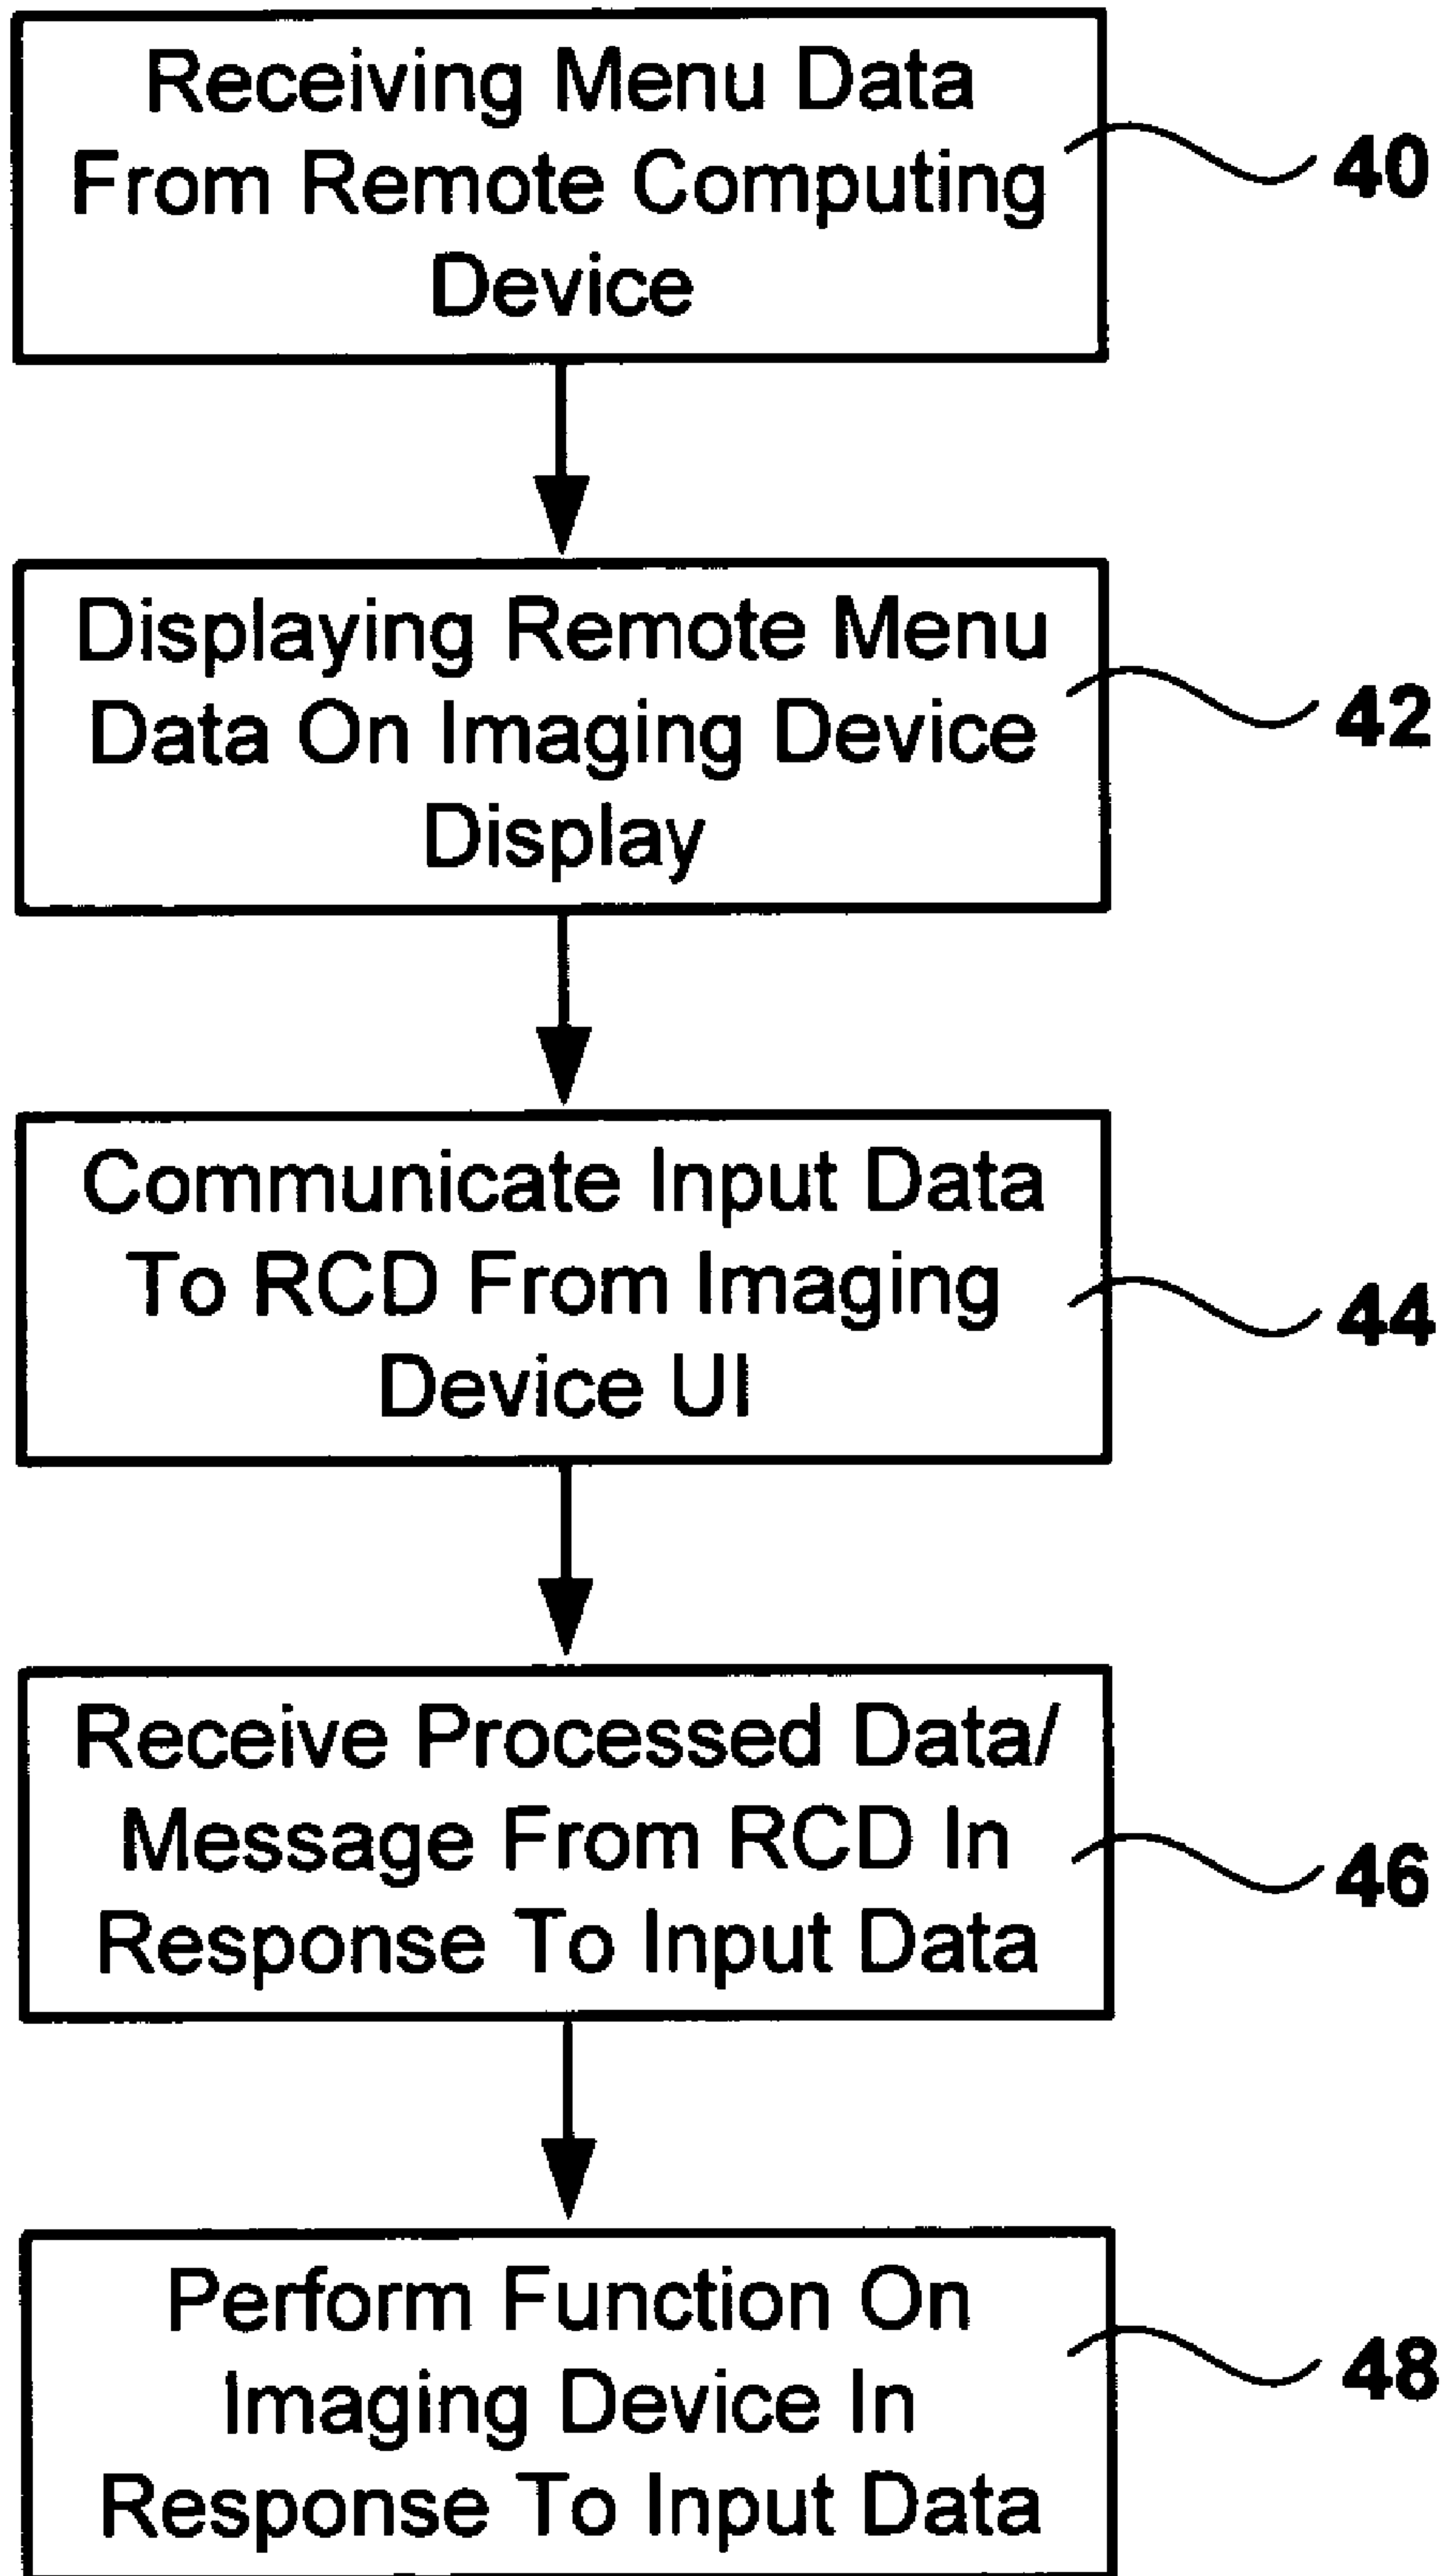 Receiving Menu Data
From Remote Computing
Device
40
Displaying Remote Menu
Data On Imaging Device
Display
42
Communicate Input Data
To RCD From Imaging
Device UI
44
Receive Processed Data/
Message From RCD In
Response To Input Data
46
Perform Function On
Imaging Device In
Response To Input Data
48